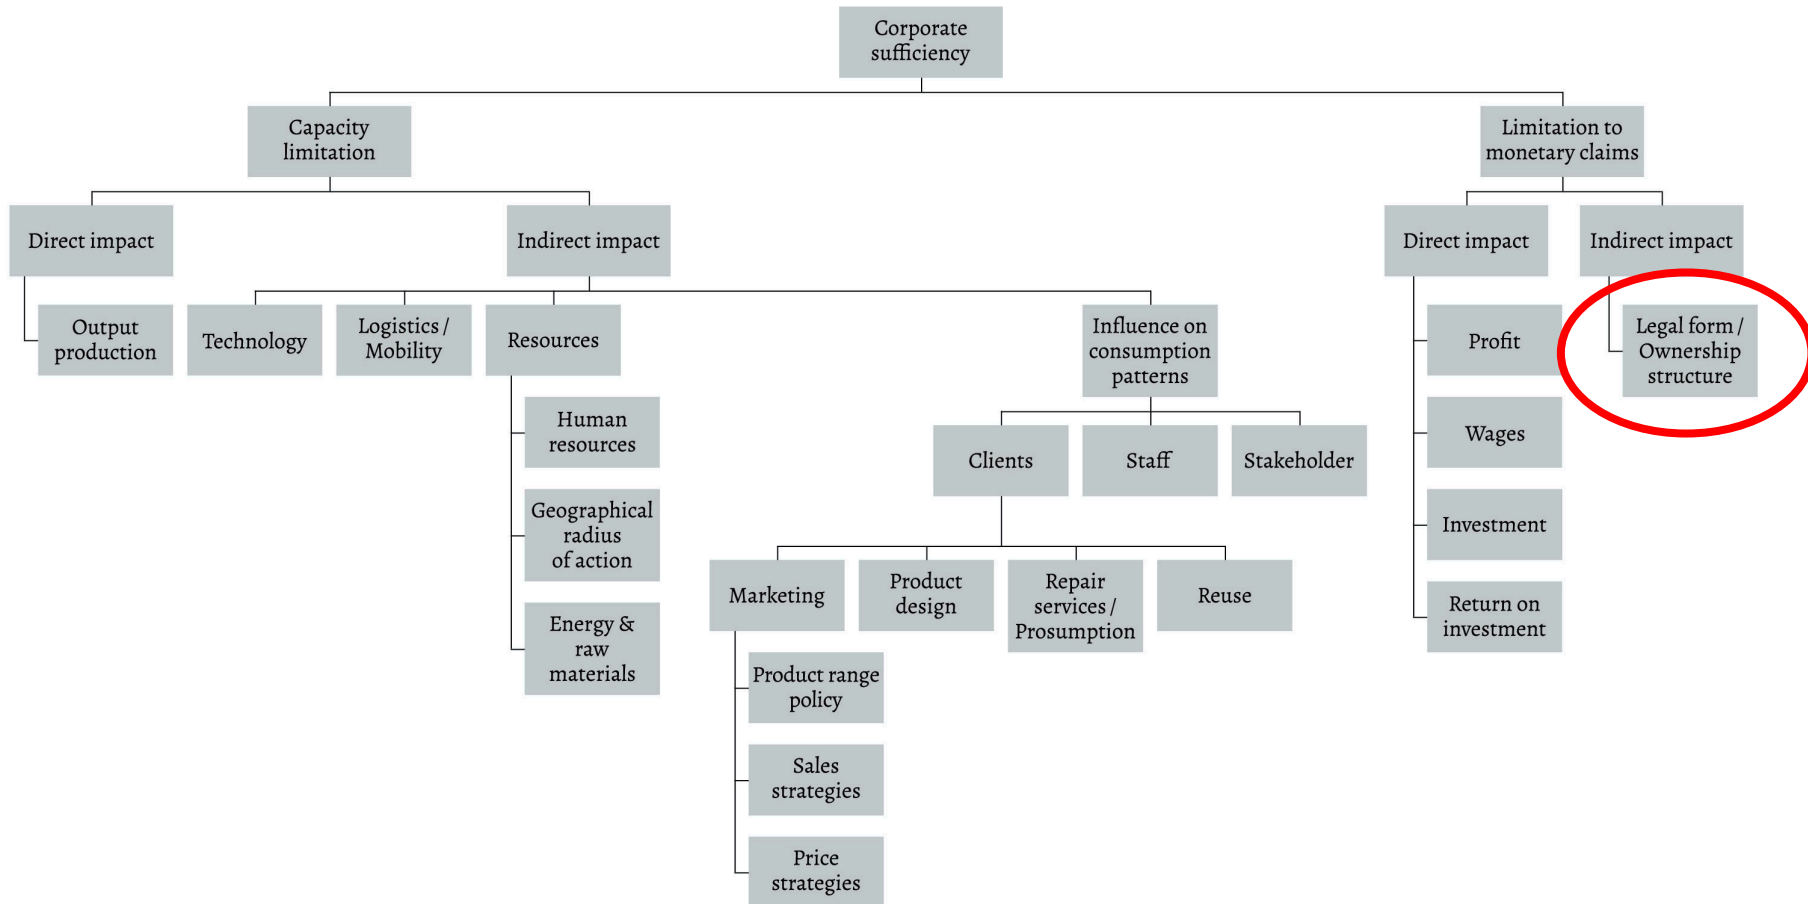 Corporate
sufficiency
Capacity
limitation
Limitation to
monetary claims
Direct impact
Indirect impact
Direct impact
Indirect impact
Output
production
Technology
Logistics /
Mobility
Resources
Influence on
consumption
patterns
Profit
Legal form /
Ownership
structure
Human
resources
Geographical
radius
of action
Energy &
raw
materials
Clients
Staff
Stakeholder
Wages
Investment
Return on
investment
Marketing
Product
design
Repair
services /
Prosumption
Reuse
Product range
policy
Sales
strategies
Price
strategies